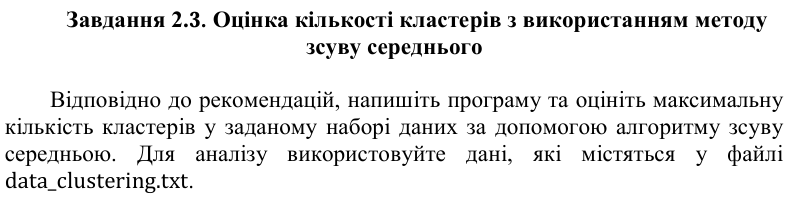 Завдання 2.3. Оцінка кількості кластерів з використанням методу
зсуву середнього
Відповідно до рекомендацій, напишіть програму та оцініть максимальну
кількість кластерів у заданому наборі даних за допомогою алгоритму зсуву
середньою. Для аналізу використовуйте дані, які містяться у файлі
data_clustering.txt.